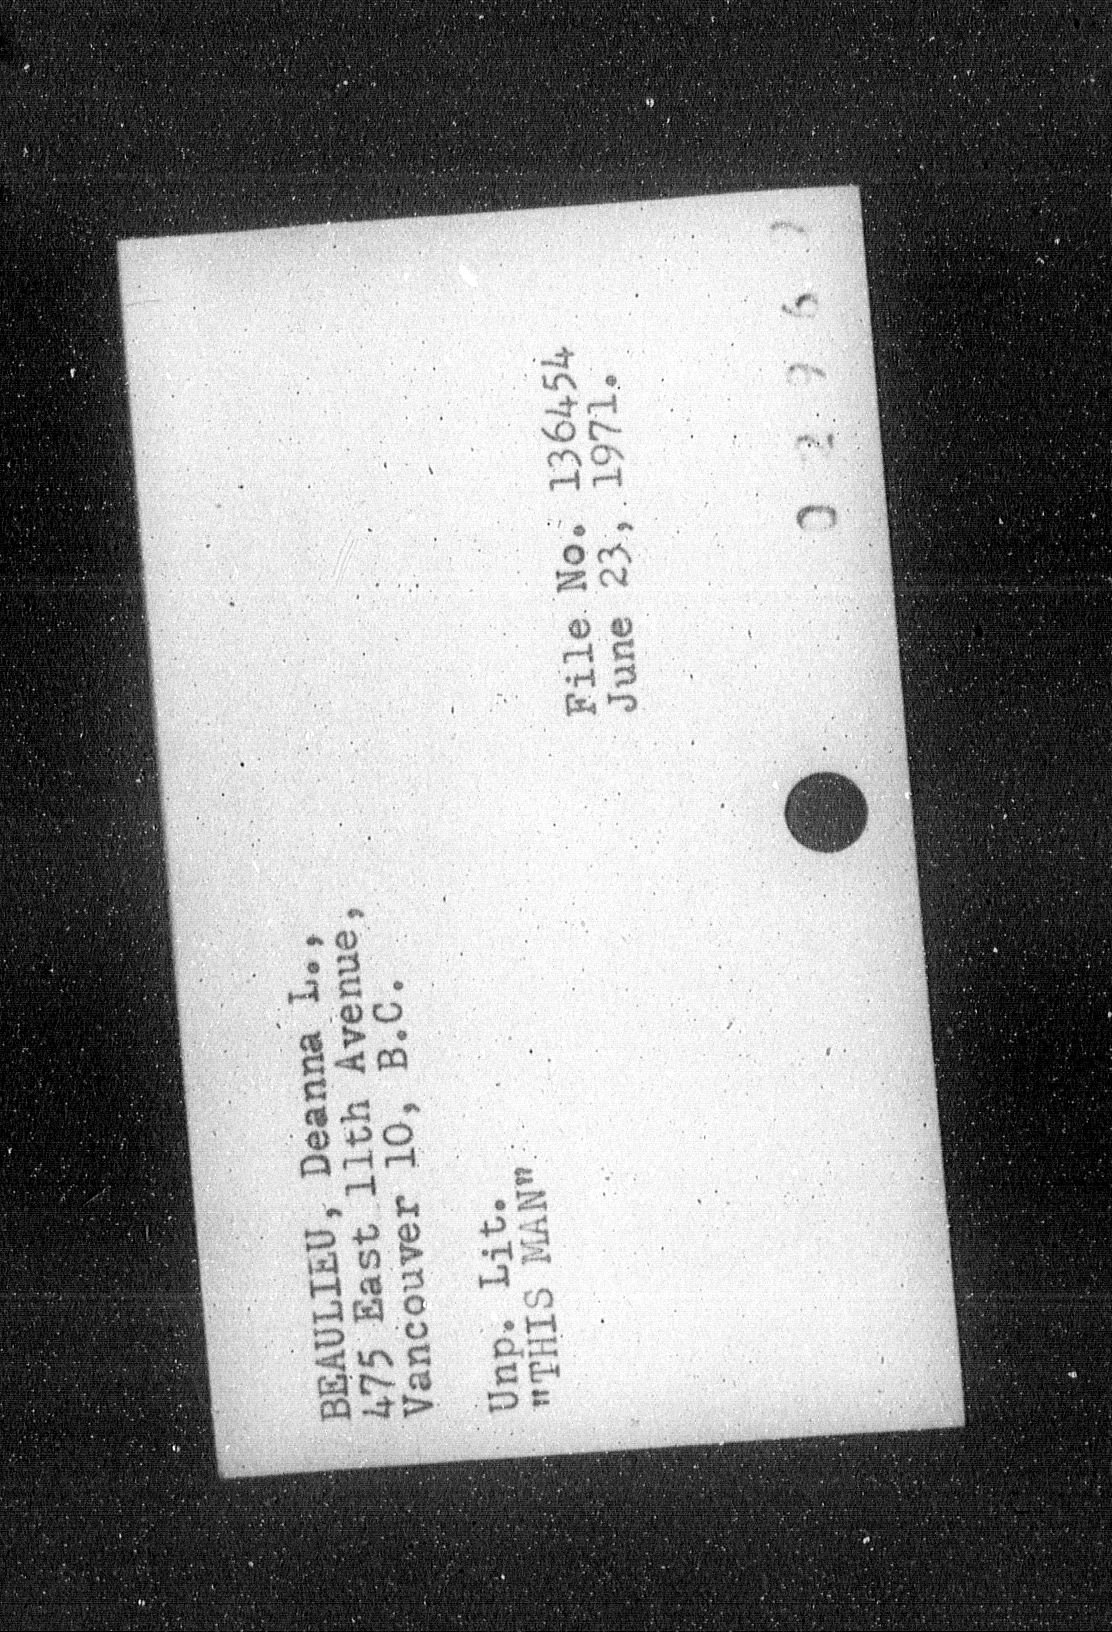 BEAULIEU, Deanna L.,
475 East 11th Avenue,
Vancouver 10, B.C.
Unp. Lit.
"THIS MAN"
File No. 136454
June 23, 1971.